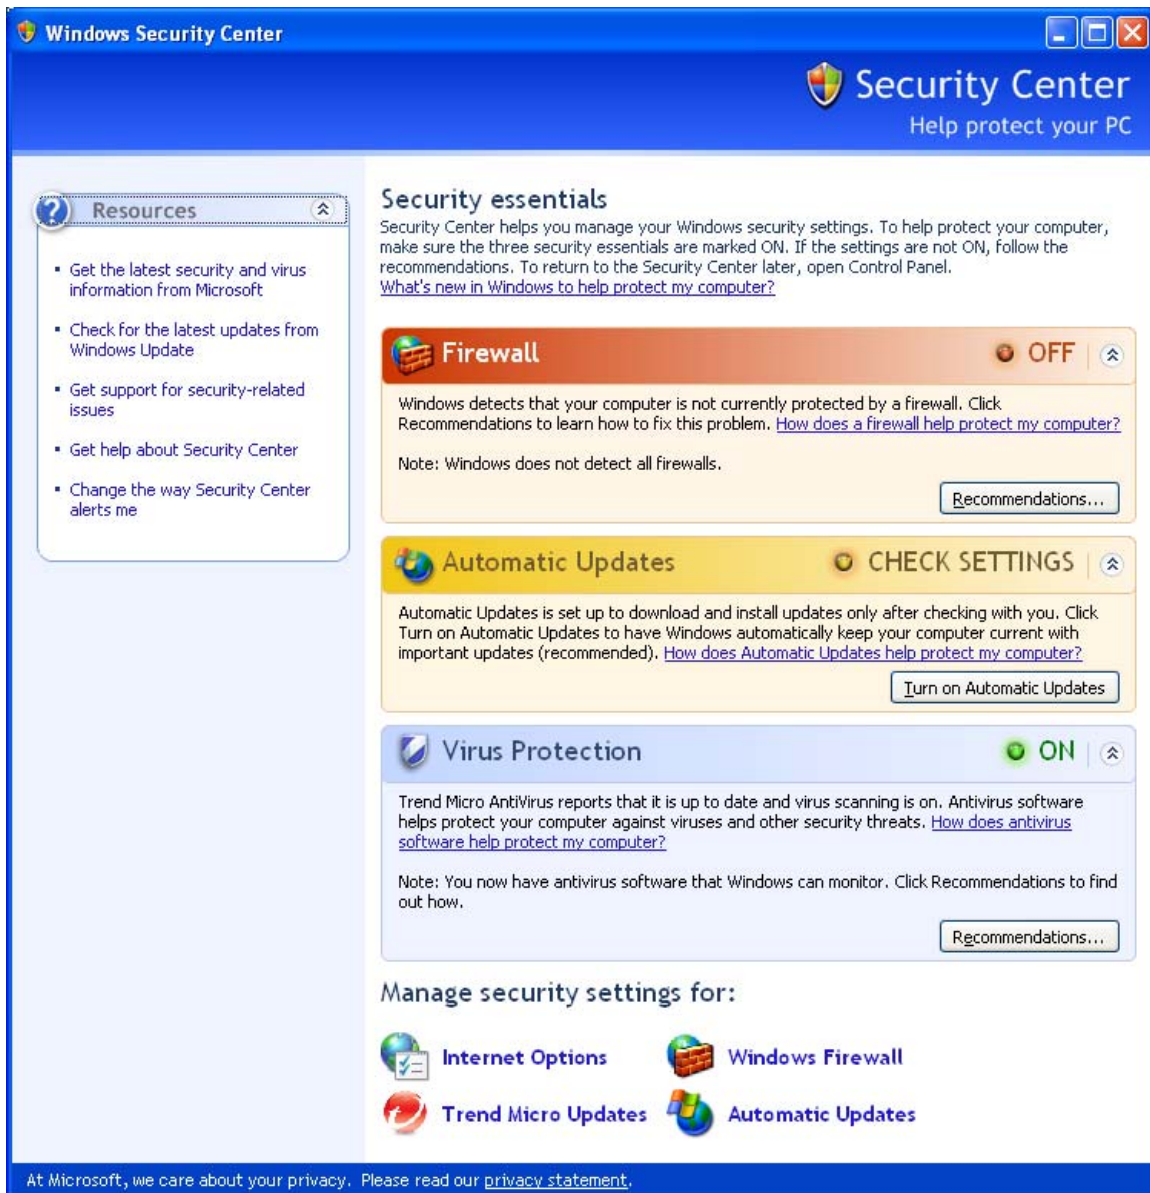 Windows Security Center
Security Center
Help protect your PC
Resources
Get the latest security and virus
information from Microsoft
Check for the latest updates from
Windows Update
Get support for security-related
issues
Get help about Security Center
Change the way Security Center
alerts me
Security essentials
Security Center helps you manage your Windows security settings. To help protect your computer,
make sure the three security essentials are marked ON. If the settings are not ON, follow the
recommendations. To return to the Security Center later, open Control Panel.
What's new in Windows to help protect my computer?
Firewall OFF
Windows detects that your computer is not currently protected by a firewall. Click
Recommendations to learn how to fix this problem. How does a firewall help protect my computer?
Note: Windows does not detect all firewalls.
Recommendations...
Automatic Updates CHECK SETTINGS
Automatic Updates is set up to download and install updates only after checking with you. Click
Turn on Automatic Updates to have Windows automatically keep your computer current with
important updates (recommended). How does Automatic Updates help protect my computer?
Turn on Automatic Updates
Virus Protection ON
Trend Micro AntiVirus reports that it is up to date and virus scanning is on. Antivirus software
helps protect your computer against viruses and other security threats. How does antivirus
software help protect my computer?
Note: You now have antivirus software that Windows can monitor. Click Recommendations to find
out how.
Recommendations...
Manage security settings for:
Internet Options Windows Firewall
Trend Micro Updates Automatic Updates
At Microsoft, we care about your privacy. Please read our privacy statement.